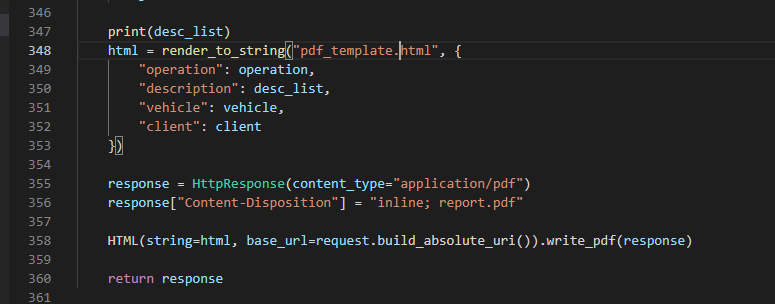 346
347 print(desc_list)
348 html = render_to_string("pdf_template.html", {
349 "operation": operation,
350 "description": desc_list,
351 "vehicle": vehicle,
352 "client": client
353 })
354
355 response = HttpResponse(content_type="application/pdf")
356 response["Content-Disposition"] = "inline; report.pdf"
357
358 HTML(string=html, base_url=request.build_absolute_uri()).write_pdf(response)
359
360 return response
361